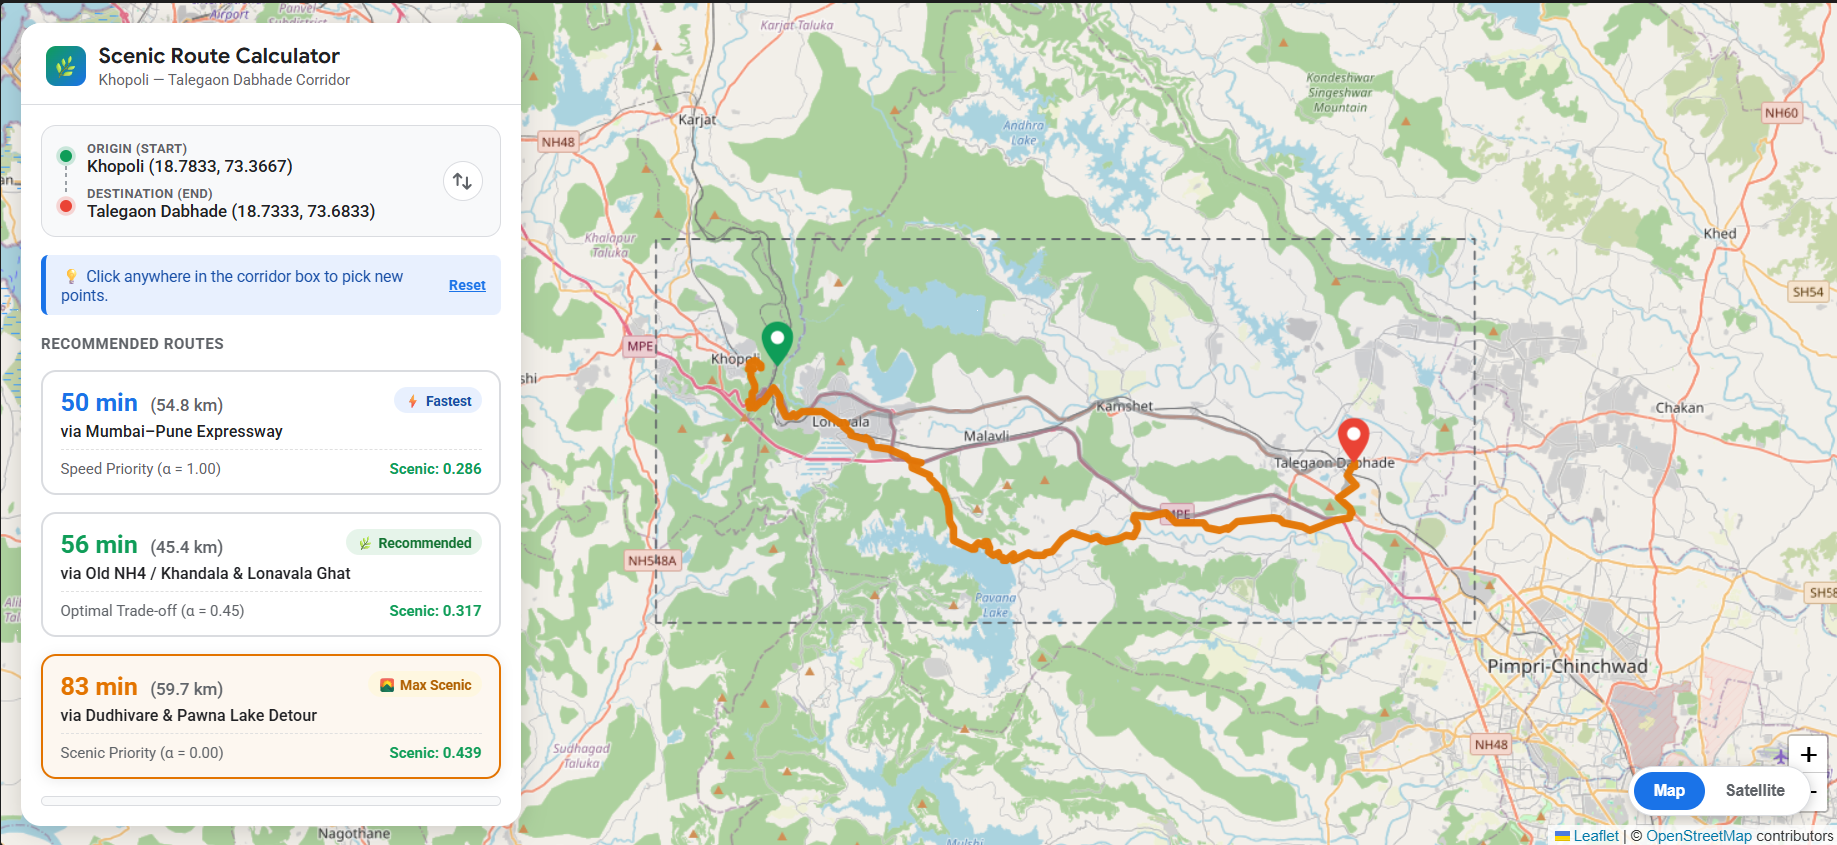 Scenic Route Calculator
Khopoli — Talegaon Dabhade Corridor
ORIGIN (START)
Khopoli (18.7833, 73.3667)
DESTINATION (END)
Talegaon Dabhade (18.7333, 73.6833)
Click anywhere in the corridor box to pick new
points.
Reset
RECOMMENDED ROUTES
50 min (54.8 km)
Fastest
via Mumbai–Pune Expressway
Speed Priority (α = 1.00)
Scenic: 0.286
56 min (45.4 km)
Recommended
via Old NH4 / Khandala & Lonavala Ghat
Optimal Trade-off (α = 0.45)
Scenic: 0.317
83 min (59.7 km)
Max Scenic
via Dudhivare & Pawna Lake Detour
Scenic Priority (α = 0.00)
Scenic: 0.439
Airport
Panvel
Karjat Taluka
Karjat
NH48
Andhra
Lake
Kondeshwar
Singeshwar
Mountain
NH60
Khalapur
Taluka
Khed
SH54
MPE
Khopoli
Lonavala
Malavli
Kamshet
Chakan
Talegaon Dabhade
MPE
NH548A
Pavana
Lake
Pimpri-Chinchwad
Sudhagad
Taluka
NH48
Nagothane
+
-
Map
Satellite
Leaflet | © OpenStreetMap contributors